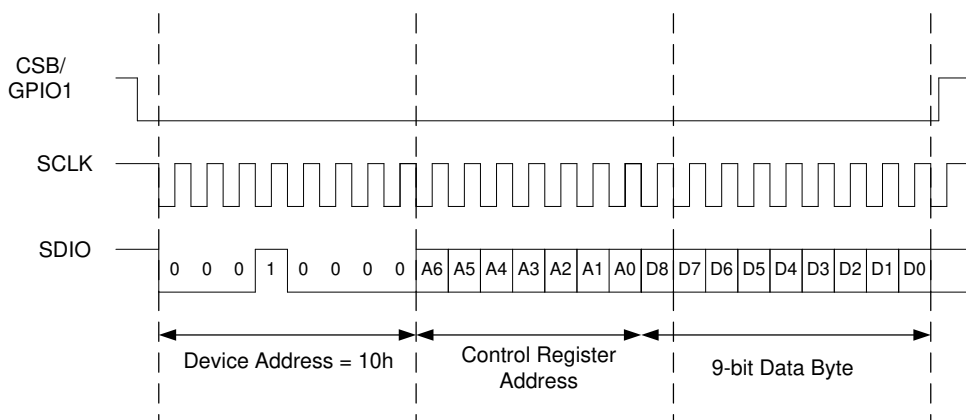 CSB/
GPIO1
SCLK
SDIO
0 0 0 1 0 0 0 0 A6 A5 A4 A3 A2 A1 A0 D8 D7 D6 D5 D4 D3 D2 D1 D0
Device Address = 10h
Control Register
Address
9-bit Data Byte